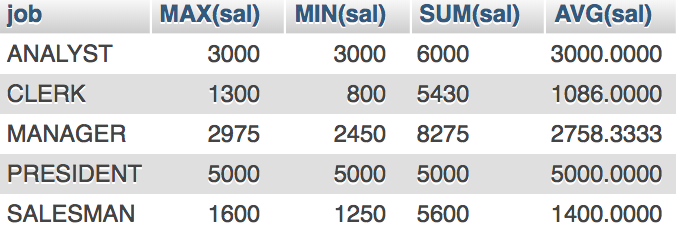 job MAX(sal) MIN(sal) SUM(sal) AVG(sal)
ANALYST 3000 3000 6000 3000.0000
CLERK 1300 800 5430 1086.0000
MANAGER 2975 2450 8275 2758.3333
PRESIDENT 5000 5000 5000 5000.0000
SALESMAN 1600 1250 5600 1400.0000